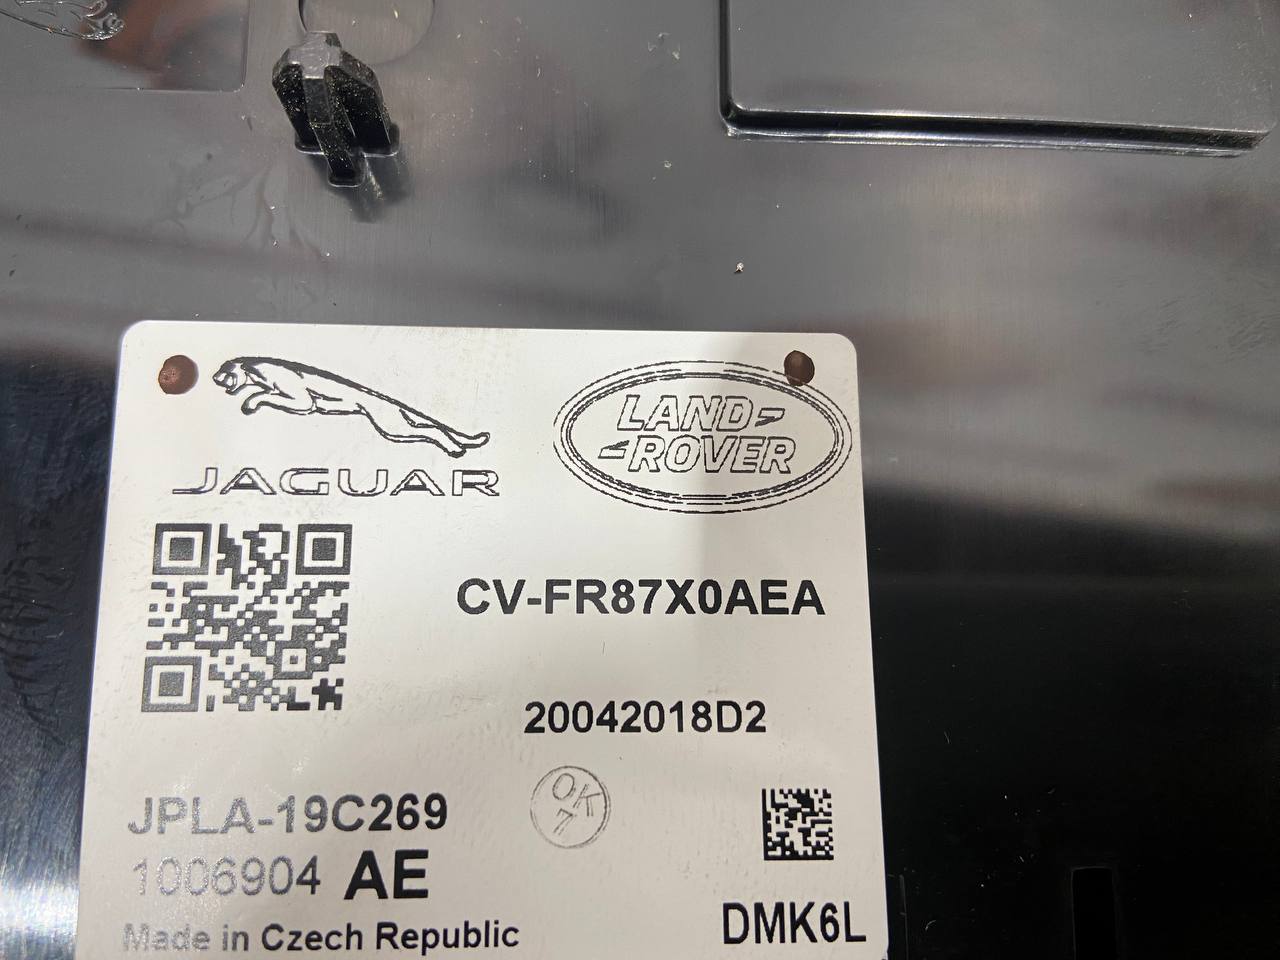 JAGUAR
LAND-
-ROVER
CV-FR87X0AEA
20042018D2
OK
7
JPLA-19C269
1006904 AE
Made in Czech Republic
DMK6L